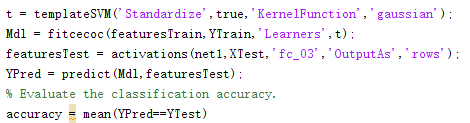 t = templateSVM('Standardize',true,'KernelFunction','gaussian');
Mdl = fitcecoc(featuresTrain,YTrain,'Learners',t);
featuresTest = activations(net1,XTest,'fc_03','OutputAs','rows');
YPred = predict(Mdl,featuresTest);
% Evaluate the classification accuracy.
accuracy = mean(YPred==YTest)